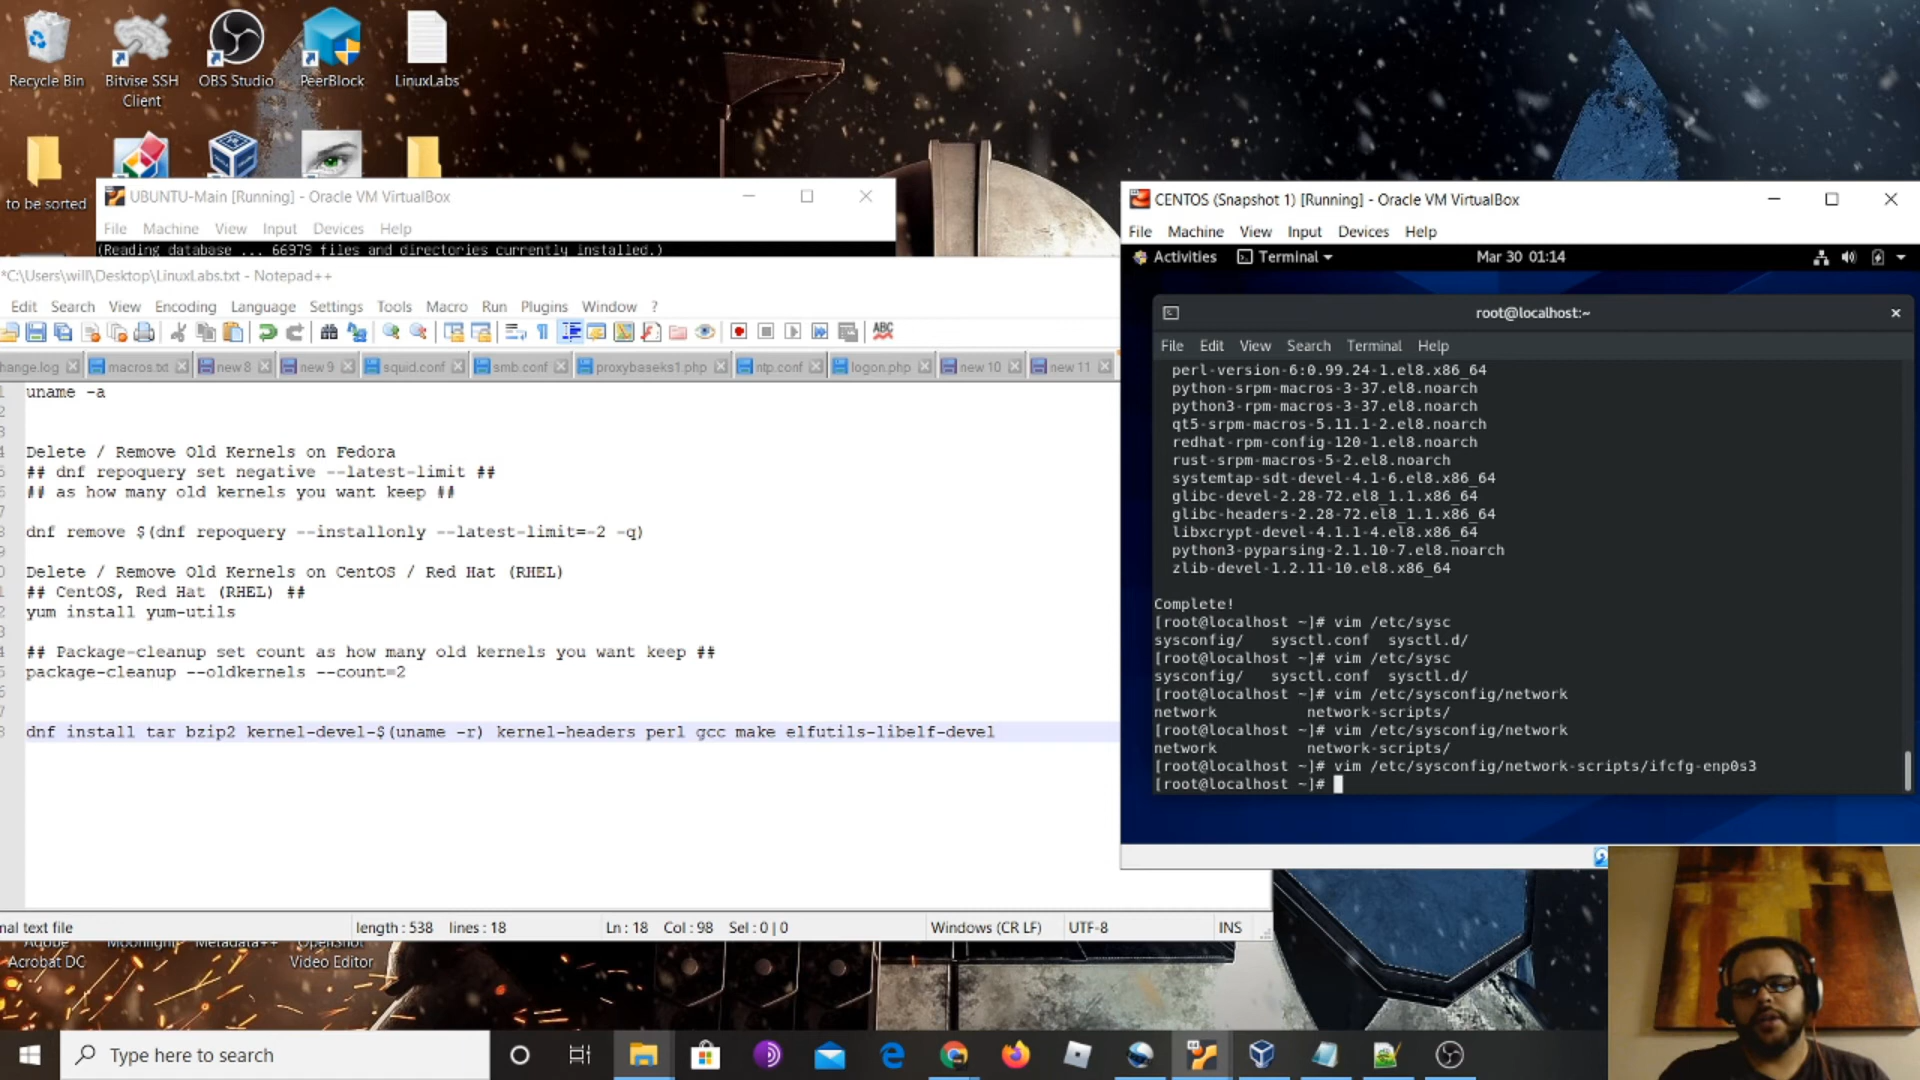 Recycle Bin
Bitvise SSH Client
OBS Studio
PeerBlock
LinuxLabs
to be sorted
UBUNTU-Main [Running] - Oracle VM VirtualBox
File Machine View Input Devices Help
(Reading database ... 66979 files and directories currently installed.)
*C:\Users\will\Desktop\LinuxLabs.txt - Notepad++
Edit Search View Encoding Language Settings Tools Macro Run Plugins Window ?
hange.log macros.txt new 8 new 9 squid.conf smb.conf proxybaseks1.php ntp.conf logon.php new 10 new 11
uname -a
Delete / Remove Old Kernels on Fedora
## dnf repoquery set negative --latest-limit ##
## as how many old kernels you want keep ##
dnf remove $(dnf repoquery --installonly --latest-limit=-2 -q)
Delete / Remove Old Kernels on CentOS / Red Hat (RHEL)
## CentOS, Red Hat (RHEL) ##
yum install yum-utils
## Package-cleanup set count as how many old kernels you want keep ##
package-cleanup --oldkernels --count=2
dnf install tar bzip2 kernel-devel-$(uname -r) kernel-headers perl gcc make elfutils-libelf-devel
nal text file length : 538 lines : 18 Ln : 18 Col : 98 Sel : 0 | 0 Windows (CR LF) UTF-8 INS
CENTOS (Snapshot 1) [Running] - Oracle VM VirtualBox
File Machine View Input Devices Help
Activities Terminal Mar 30 01:14
root@localhost:~
File Edit View Search Terminal Help
perl-version-6:0.99.24-1.el8.x86_64
python-srpm-macros-3-37.el8.noarch
python3-rpm-macros-3-37.el8.noarch
qt5-srpm-macros-5.11.1-2.el8.noarch
redhat-rpm-config-120-1.el8.noarch
rust-srpm-macros-5-2.el8.noarch
systemtap-sdt-devel-4.1-6.el8.x86_64
glibc-devel-2.28-72.el8_1.1.x86_64
glibc-headers-2.28-72.el8_1.1.x86_64
libxcrypt-devel-4.1.1-4.el8.x86_64
python3-pyparsing-2.1.10-7.el8.noarch
zlib-devel-1.2.11-10.el8.x86_64
Complete!
[root@localhost ~]# vim /etc/sysc
sysconfig/ sysctl.conf sysctl.d/
[root@localhost ~]# vim /etc/sysc
sysconfig/ sysctl.conf sysctl.d/
[root@localhost ~]# vim /etc/sysconfig/network
network network-scripts/
[root@localhost ~]# vim /etc/sysconfig/network
network network-scripts/
[root@localhost ~]# vim /etc/sysconfig/network-scripts/ifcfg-enp0s3
[root@localhost ~]#
Adobe Acrobat DC
Moonlight
Metadata++
OpenShot Video Editor
Type here to search